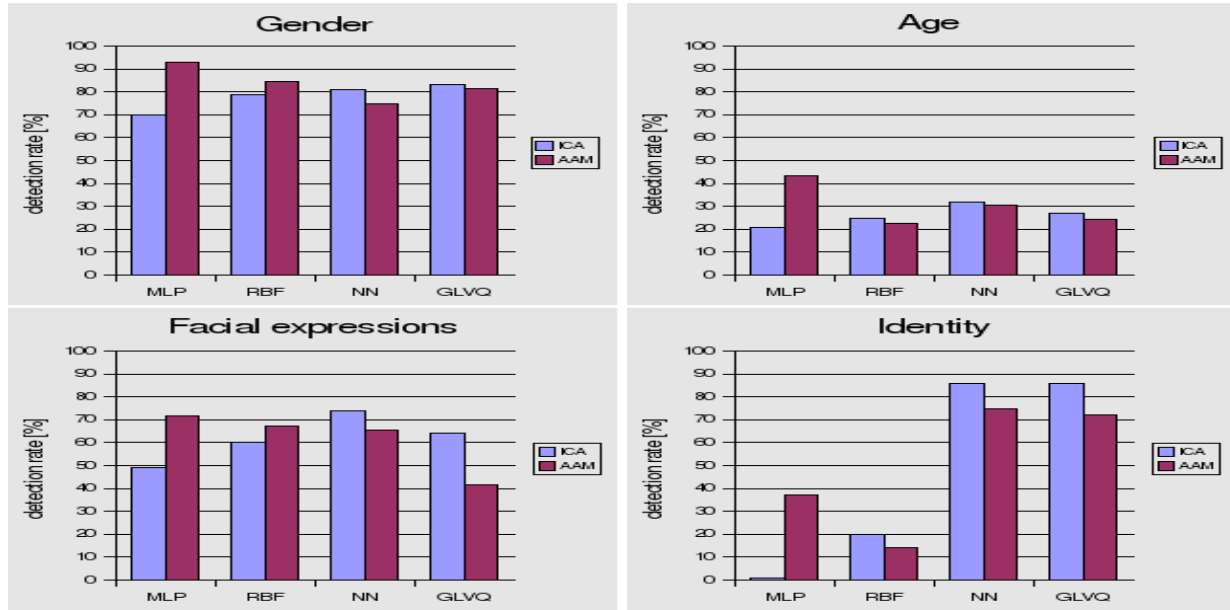 Gender
detection rate [%]
100
90
80
70
60
50
40
30
20
10
0
MLP RBF NN GLVQ
ICA
AAM
Age
detection rate [%]
100
90
80
70
60
50
40
30
20
10
0
MLP RBF NN GLVQ
ICA
AAM
Facial expressions
detection rate [%]
100
90
80
70
60
50
40
30
20
10
0
MLP RBF NN GLVQ
ICA
AAM
Identity
detection rate [%]
100
90
80
70
60
50
40
30
20
10
0
MLP RBF NN GLVQ
ICA
AAM